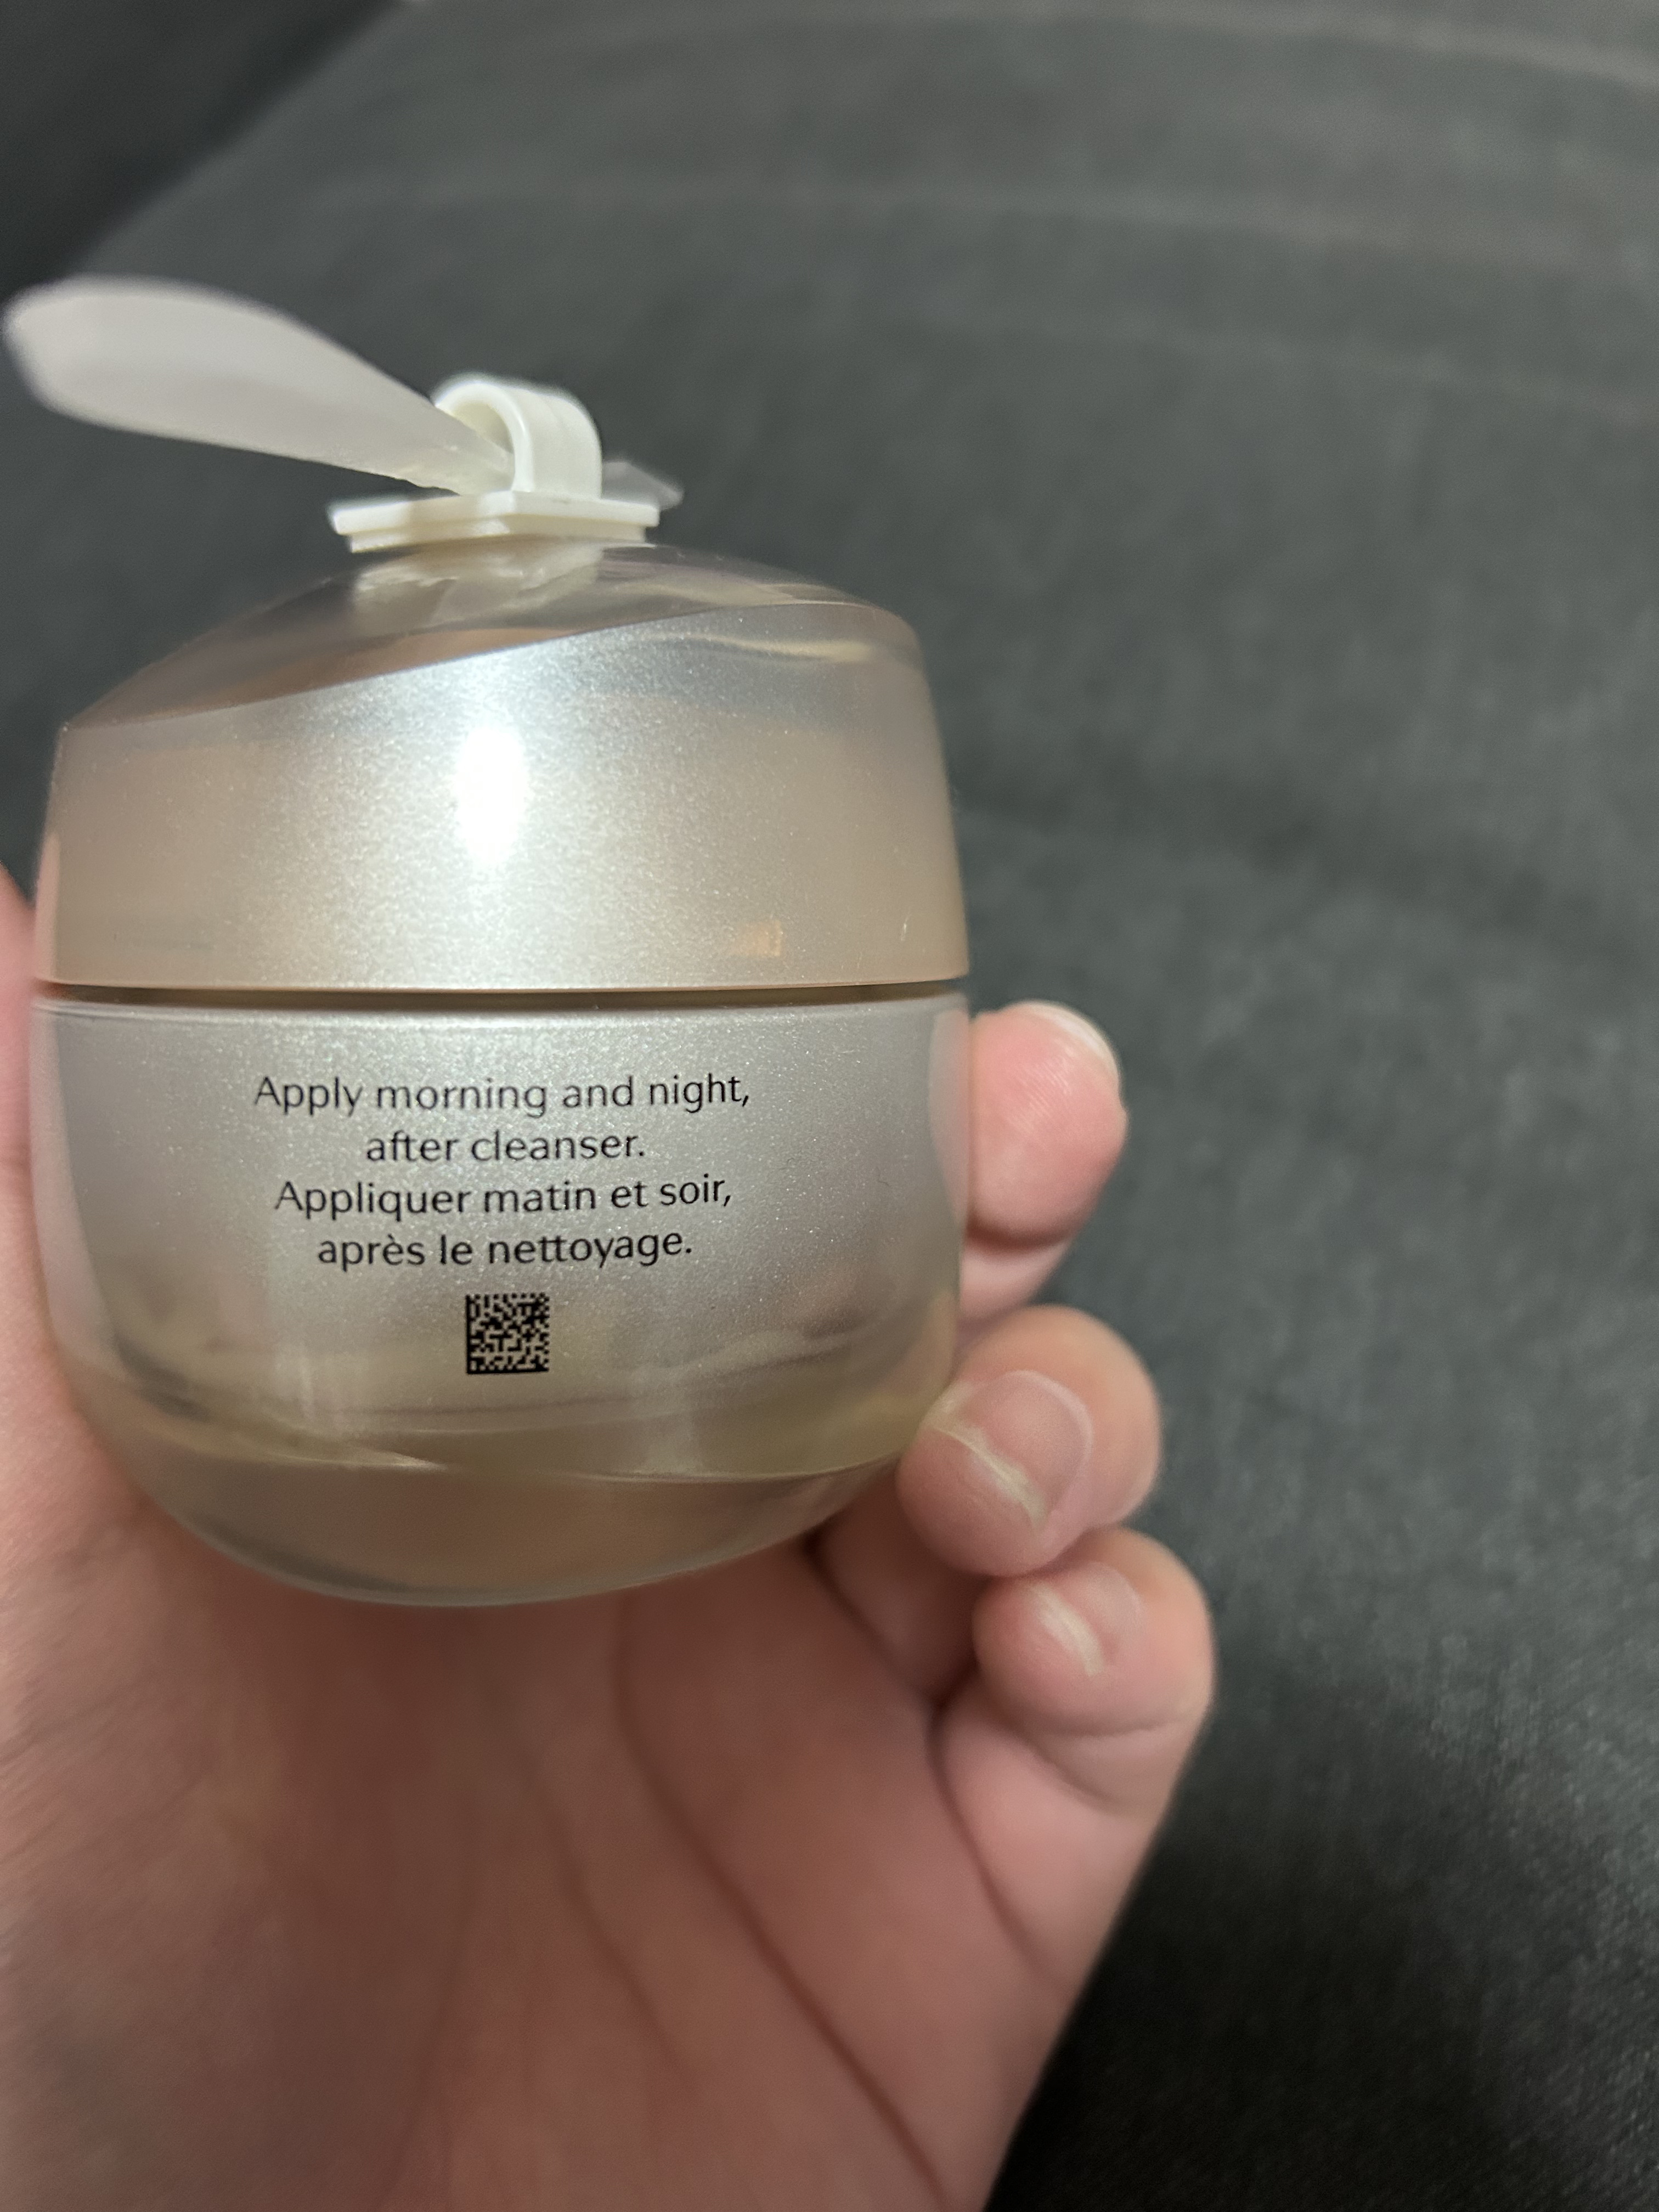 Apply morning and night,
after cleanser.
Appliquer matin et soir,
après le nettoyage.